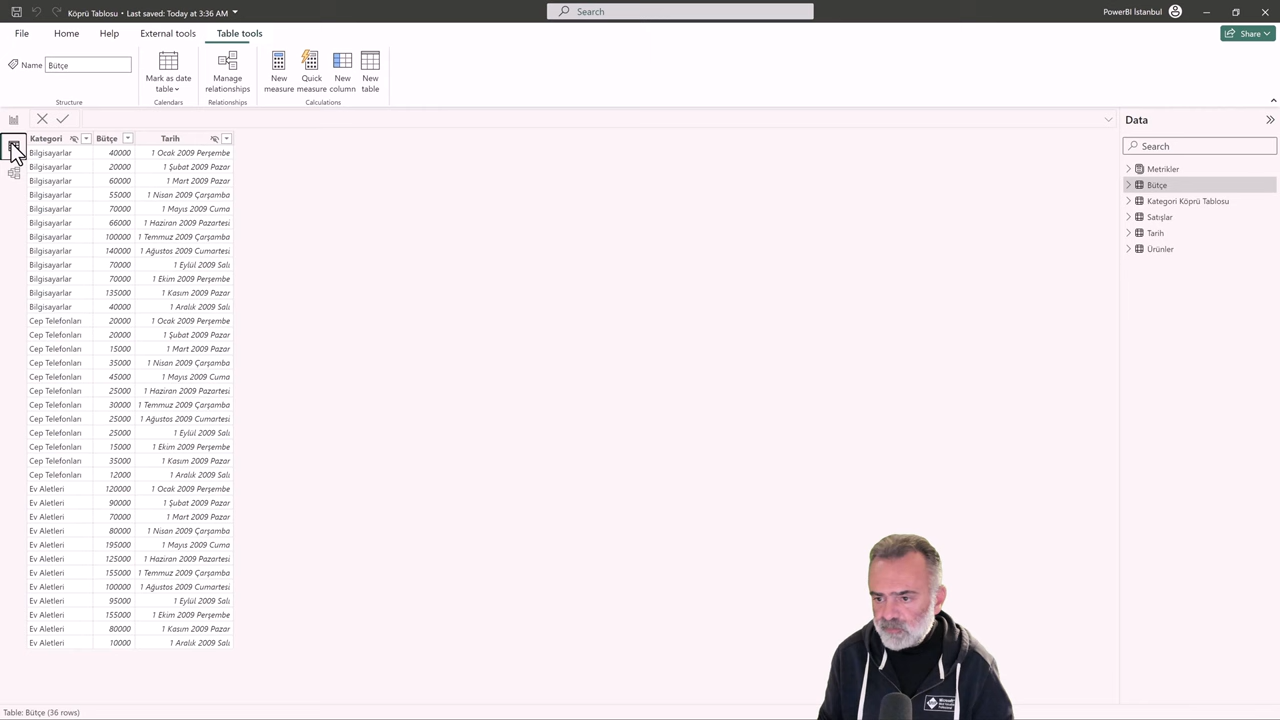 Köprü Tablosu • Last saved: Today at 3:36 AM
Search
PowerBI İstanbul
File
Home
Help
External tools
Table tools
Share
Name Bütçe
Mark as date table
New measure
Quick measure
New column
New table
Manage relationships
Structure
Calendars
Relationships
Calculations
Kategori Bütçe Tarih
Bilgisayarlar 40000 1 Ocak 2009 Perşembe
Bilgisayarlar 20000 1 Şubat 2009 Pazar
Bilgisayarlar 60000 1 Mart 2009 Pazar
Bilgisayarlar 55000 1 Nisan 2009 Çarşamba
Bilgisayarlar 70000 1 Mayıs 2009 Cuma
Bilgisayarlar 66000 1 Haziran 2009 Pazartesi
Bilgisayarlar 100000 1 Temmuz 2009 Çarşamba
Bilgisayarlar 140000 1 Ağustos 2009 Cumartesi
Bilgisayarlar 70000 1 Eylül 2009 Salı
Bilgisayarlar 70000 1 Ekim 2009 Perşembe
Bilgisayarlar 135000 1 Kasım 2009 Pazar
Bilgisayarlar 40000 1 Aralık 2009 Salı
Cep Telefonları 20000 1 Ocak 2009 Perşembe
Cep Telefonları 20000 1 Şubat 2009 Pazar
Cep Telefonları 15000 1 Mart 2009 Pazar
Cep Telefonları 35000 1 Nisan 2009 Çarşamba
Cep Telefonları 45000 1 Mayıs 2009 Cuma
Cep Telefonları 25000 1 Haziran 2009 Pazartesi
Cep Telefonları 30000 1 Temmuz 2009 Çarşamba
Cep Telefonları 25000 1 Ağustos 2009 Cumartesi
Cep Telefonları 25000 1 Eylül 2009 Salı
Cep Telefonları 15000 1 Ekim 2009 Perşembe
Cep Telefonları 35000 1 Kasım 2009 Pazar
Cep Telefonları 12000 1 Aralık 2009 Salı
Ev Aletleri 120000 1 Ocak 2009 Perşembe
Ev Aletleri 90000 1 Şubat 2009 Pazar
Ev Aletleri 70000 1 Mart 2009 Pazar
Ev Aletleri 80000 1 Nisan 2009 Çarşamba
Ev Aletleri 195000 1 Mayıs 2009 Cuma
Ev Aletleri 125000 1 Haziran 2009 Pazartesi
Ev Aletleri 155000 1 Temmuz 2009 Çarşamba
Ev Aletleri 100000 1 Ağustos 2009 Cumartesi
Ev Aletleri 95000 1 Eylül 2009 Salı
Ev Aletleri 155000 1 Ekim 2009 Perşembe
Ev Aletleri 80000 1 Kasım 2009 Pazar
Ev Aletleri 10000 1 Aralık 2009 Salı
Data
Search
Metrikler
Bütçe
Kategori Köprü Tablosu
Satışlar
Tarih
Ürünler
Table: Bütçe (36 rows)